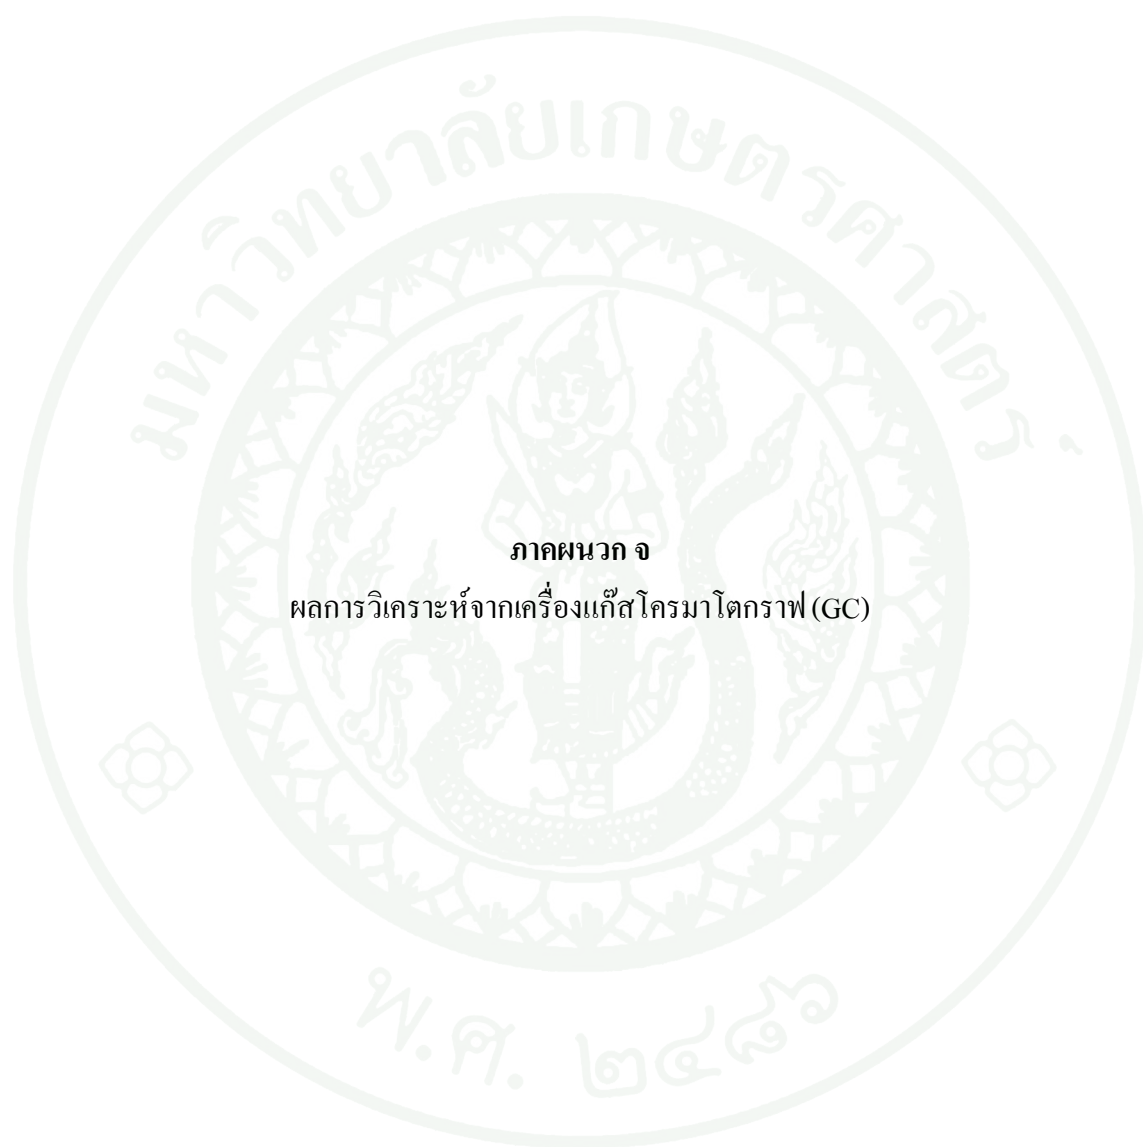 มหาวิทยาลัยเกษตรศาสตร์
ภาคผนวก จ
ผลการวิเคราะห์จากเครื่องแก๊สโครมาโตกราฟ (GC)
พ.ศ. ๒๔๘๖